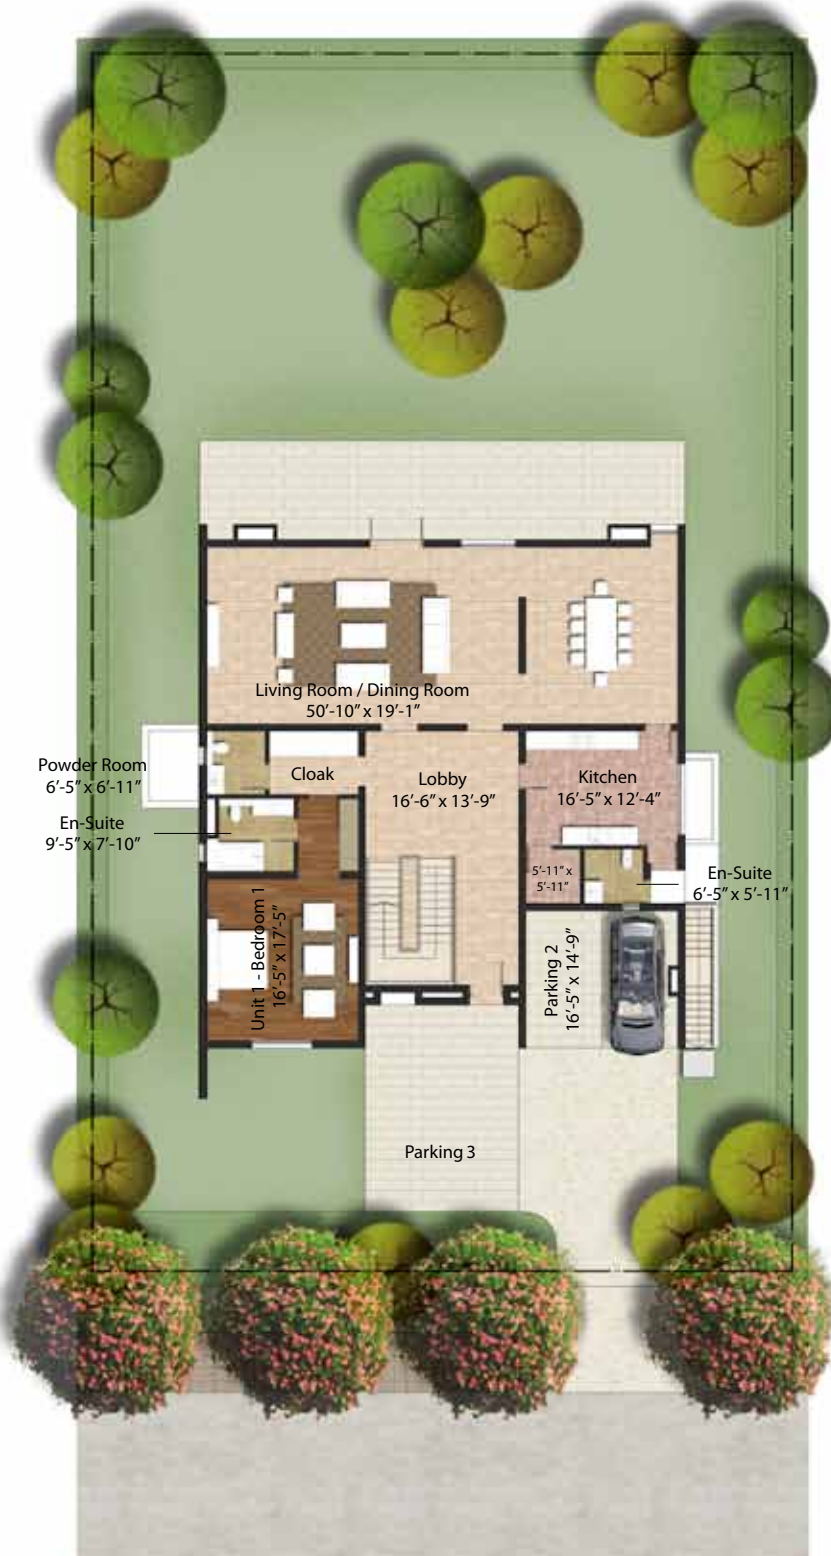 Living Room / Dining Room
50’-10” x 19’-1”
Powder Room
6’-5” x 6’-11”
Cloak
Lobby
16’-6” x 13’-9”
Kitchen
16’-5” x 12’-4”
En-Suite
9’-5” x 7’-10”
5’-11” x
5’-11”
En-Suite
6’-5” x 5’-11”
Unit 1 - Bedroom 1
16’-5” x 17’-5”
Parking 2
16’-5” x 14’-9”
Parking 3